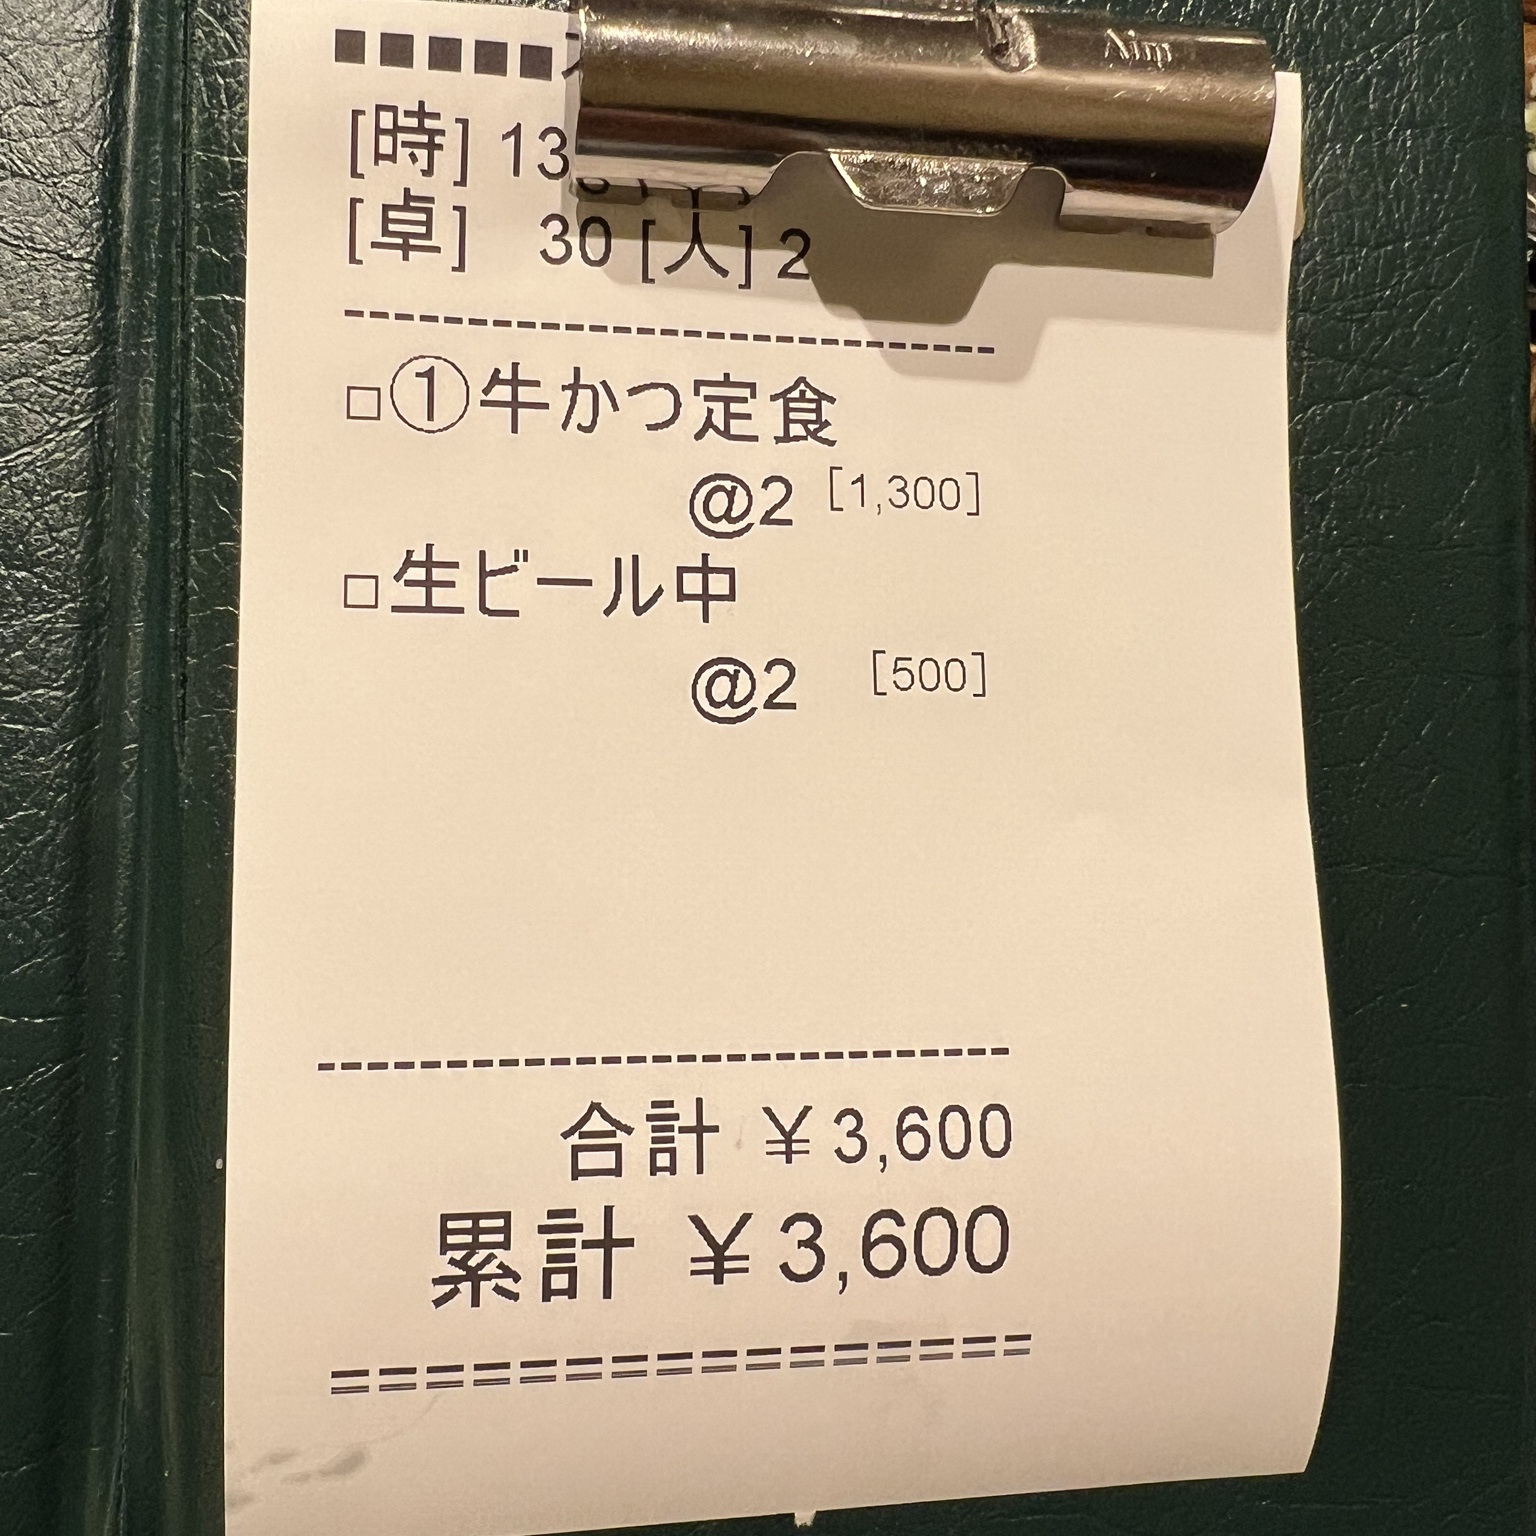 ■■■■■
[時] 13
[卓] 30 [人] 2
---------------------------
□①牛かつ定食
@2 [1,300]
□生ビール中
@2 [500]
----------------------------
合計 ¥3,600
累計 ¥3,600
===============